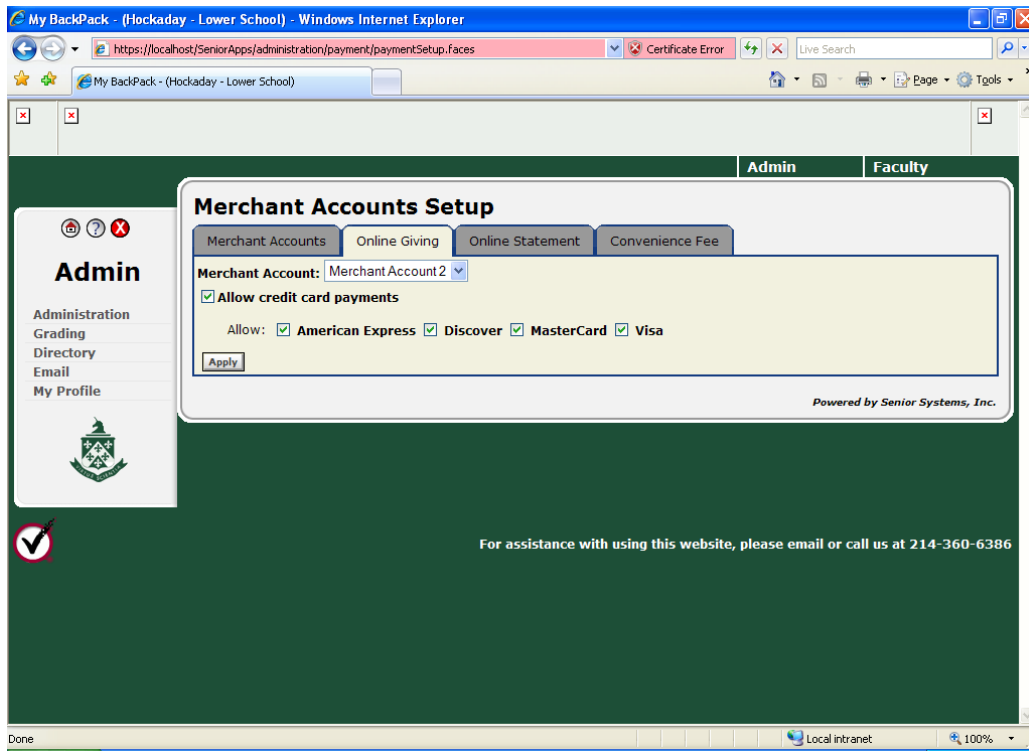 My BackPack - (Hockaday - Lower School) - Windows Internet Explorer
https://localhost/SeniorApps/administration/payment/paymentSetup.faces Certificate Error Live Search
My BackPack - (Hockaday - Lower School) Page Tools
Admin Faculty
Merchant Accounts Setup
Merchant Accounts Online Giving Online Statement Convenience Fee
Admin
Merchant Account: Merchant Account 2
Allow credit card payments
Administration
Grading
Directory
Email
My Profile
Allow: American Express Discover MasterCard Visa
Apply
Powered by Senior Systems, Inc.
For assistance with using this website, please email or call us at 214-360-6386
Done Local intranet 100%